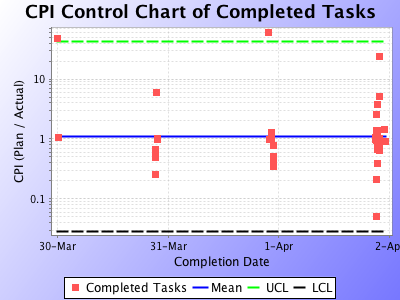 CPI Control Chart of Completed Tasks
CPI (Plan / Actual)
10
1
0.1
30-Mar 31-Mar 1-Apr 2-Apr
Completion Date
Completed Tasks Mean UCL LCL